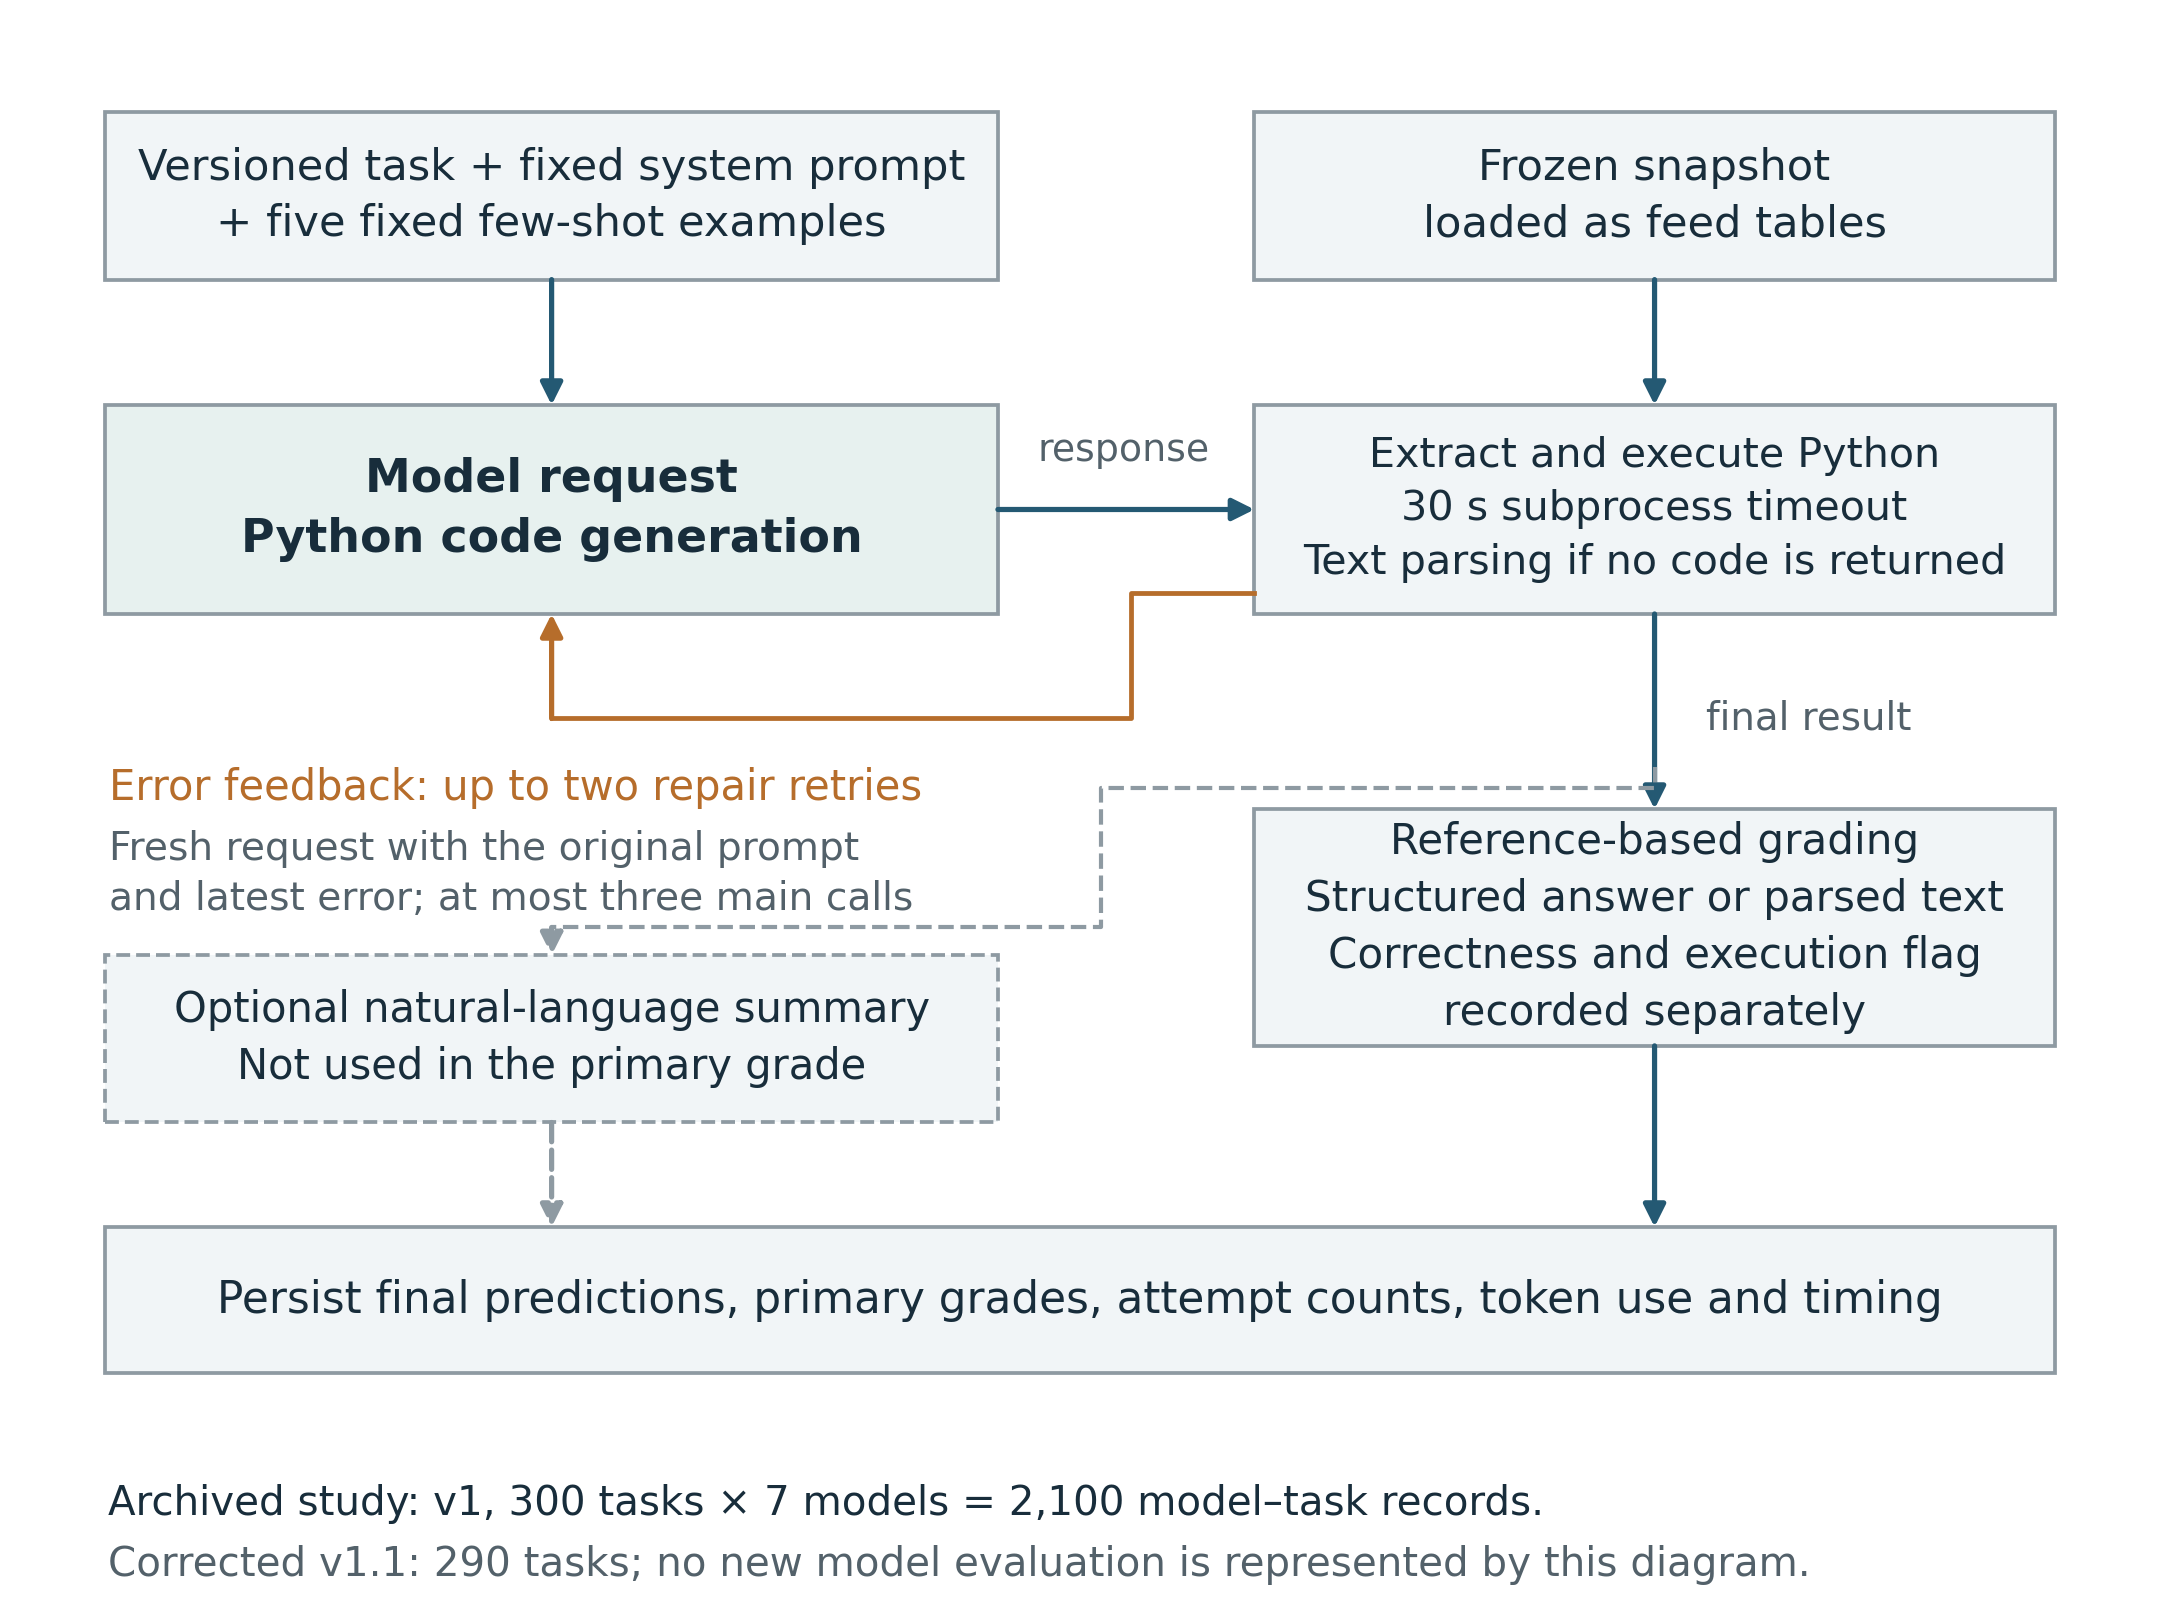 Versioned task + fixed system prompt
+ five fixed few-shot examples
Frozen snapshot
loaded as feed tables
Model request
Python code generation
response
Extract and execute Python
30 s subprocess timeout
Text parsing if no code is returned
final result
Error feedback: up to two repair retries
Fresh request with the original prompt
and latest error; at most three main calls
Reference-based grading
Structured answer or parsed text
Correctness and execution flag
recorded separately
Optional natural-language summary
Not used in the primary grade
Persist final predictions, primary grades, attempt counts, token use and timing
Archived study: v1, 300 tasks × 7 models = 2,100 model–task records.
Corrected v1.1: 290 tasks; no new model evaluation is represented by this diagram.